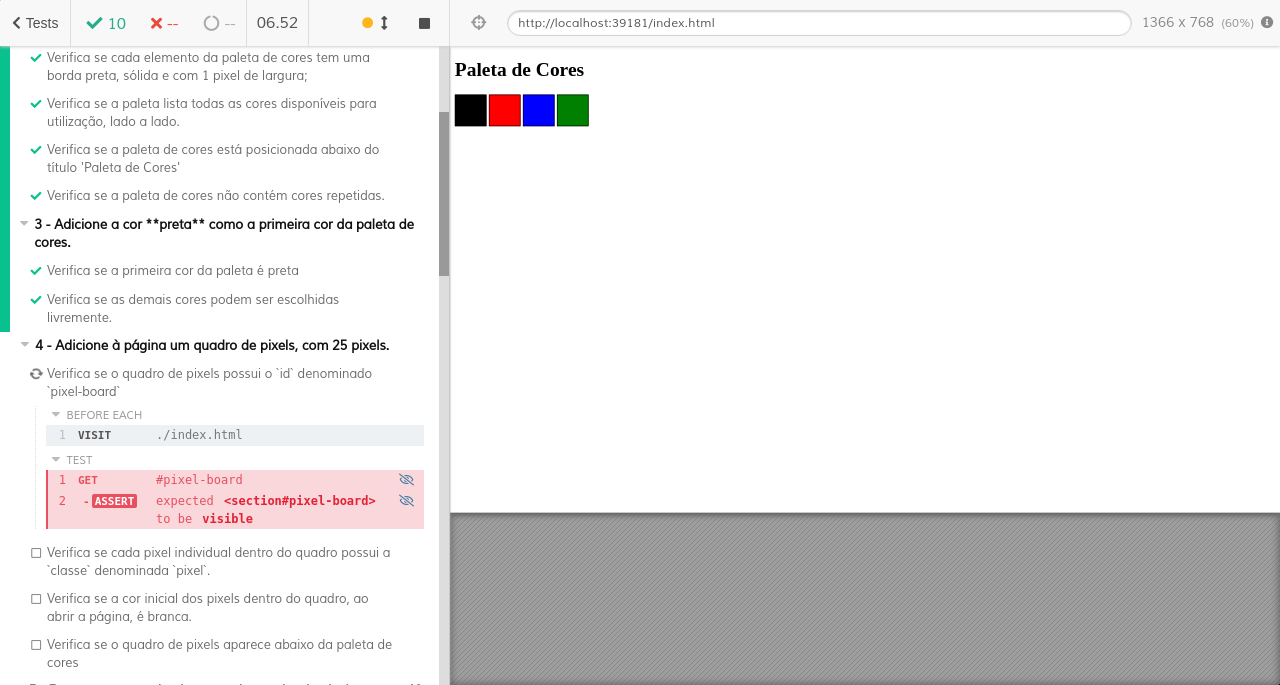 Tests
10
--
--
06.52
http://localhost:39181/index.html
1366 x 768 (60%)
Verifica se cada elemento da paleta de cores tem uma
borda preta, sólida e com 1 pixel de largura;
Verifica se a paleta lista todas as cores disponíveis para
utilização, lado a lado.
Verifica se a paleta de cores está posicionada abaixo do
título 'Paleta de Cores'
Verifica se a paleta de cores não contém cores repetidas.
3 - Adicione a cor **preta** como a primeira cor da paleta de
cores.
Verifica se a primeira cor da paleta é preta
Verifica se as demais cores podem ser escolhidas
livremente.
4 - Adicione à página um quadro de pixels, com 25 pixels.
Verifica se o quadro de pixels possui o `id` denominado
`pixel-board`
BEFORE EACH
1 VISIT ./index.html
TEST
1 GET #pixel-board
2 -ASSERT expected <section#pixel-board>
to be visible
Verifica se cada pixel individual dentro do quadro possui a
`classe` denominada `pixel`.
Verifica se a cor inicial dos pixels dentro do quadro, ao
abrir a página, é branca.
Verifica se o quadro de pixels aparece abaixo da paleta de
cores
Paleta de Cores